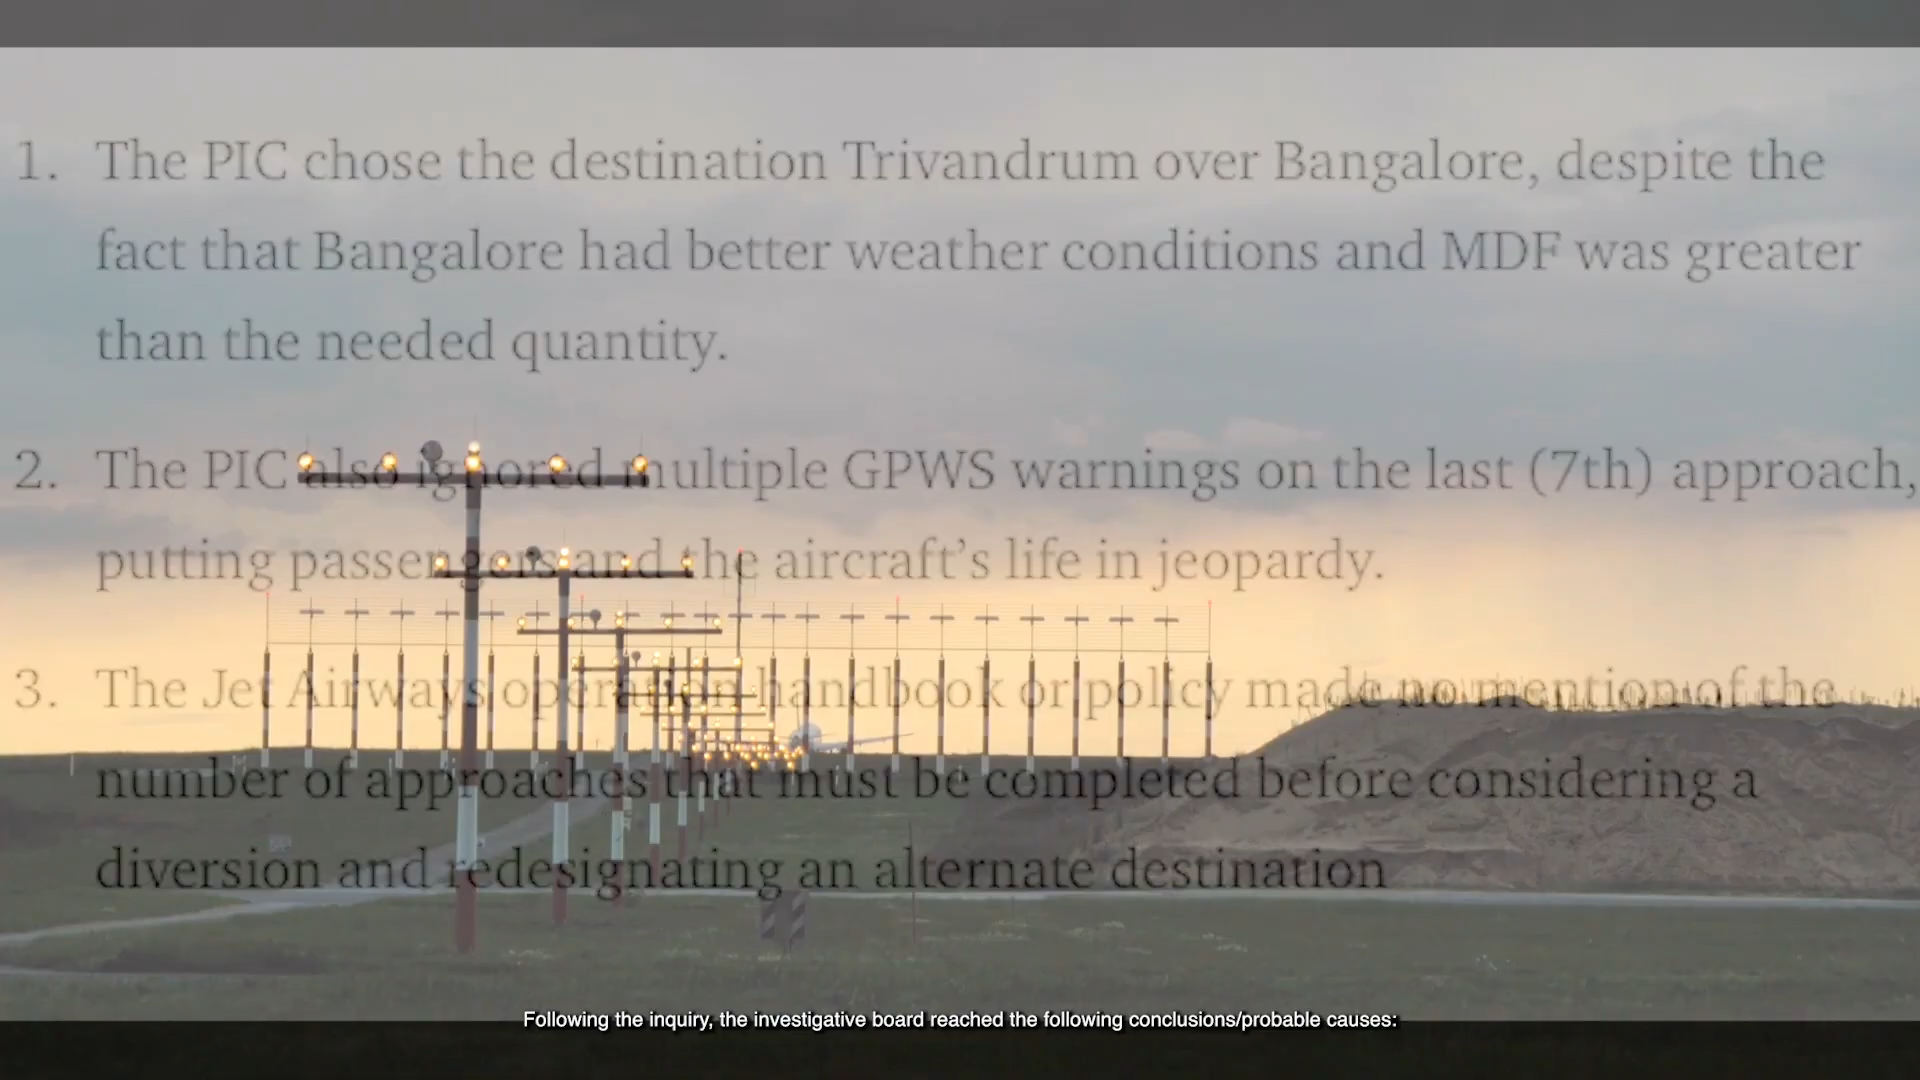 1. The PIC chose the destination Trivandrum over Bangalore, despite the
fact that Bangalore had better weather conditions and MDF was greater
than the needed quantity.
2. The PIC also ignored multiple GPWS warnings on the last (7th) approach,
putting passengers and the aircraft’s life in jeopardy.
3. The Jet Airways operation handbook or policy made no mention of the
number of approaches that must be completed before considering a
diversion and redesignating an alternate destination
Following the inquiry, the investigative board reached the following conclusions/probable causes: